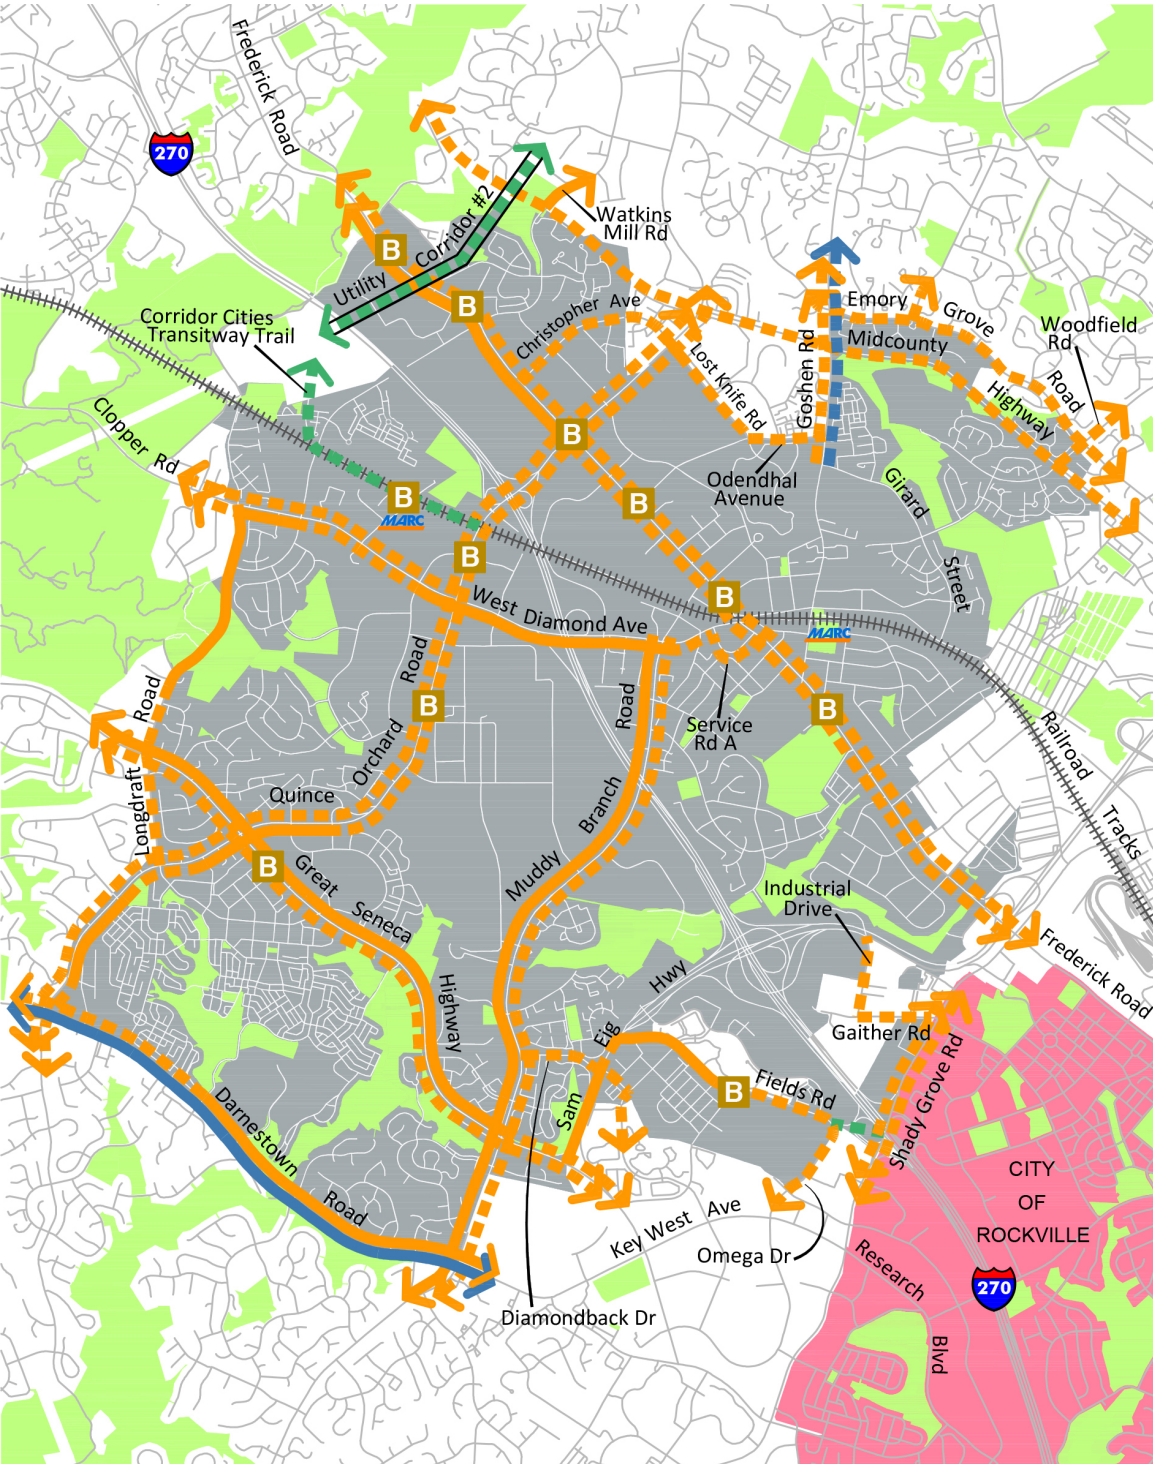 Frederick Road
270
Utility
Corridor #2
Watkins
Mill Rd
B
B
Christopher Ave
Corridor Cities
Transitway Trail
Emory
Grove
Road
Midcounty
Highway
Woodfield
Rd
Goshen Rd
Lost Knife Rd
Clopper Rd
B
Odendhal
Avenue
Girard
Street
B
MARC
B
B
B
MARC
West Diamond Ave
Road
Orchard
Quince
B
Road
Branch
Muddy
Service
Rd A
B
Railroad
Tracks
Road
Longdraft
B
Great
Seneca
Highway
Industrial
Drive
Hwy
Eig
Sam
Gaither Rd
Frederick Road
Shady Grove Rd
B
Fields Rd
Darnestown
Road
CITY
OF
ROCKVILLE
Key West Ave
Omega Dr
Research
Blvd
270
Diamondback Dr